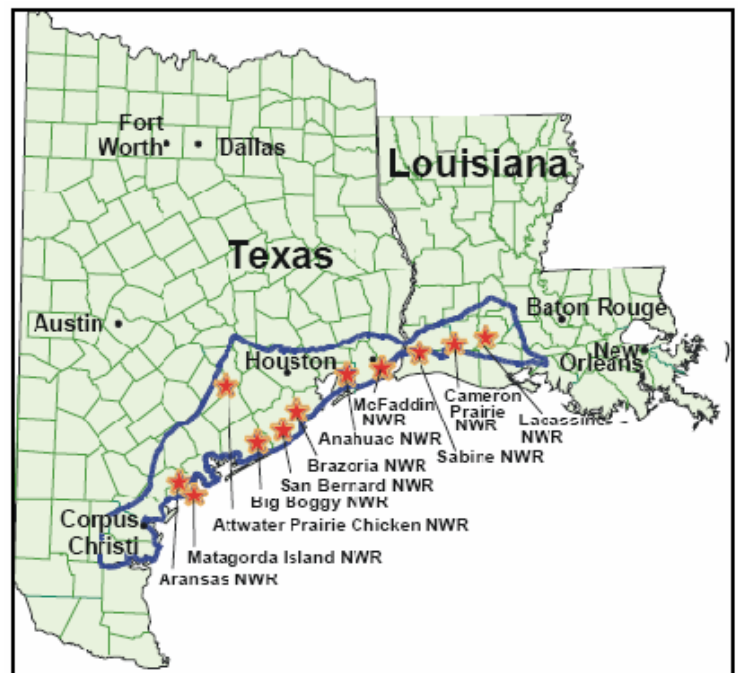 Fort
Worth
Dallas
Louisiana
Texas
Austin
Baton Rouge
Houston
New
Orleans
McFaddin
NWR
Cameron
Prairie
NWR
NWR
Anahuac NWR
Sabine NWR
Brazoria NWR
San Bernard NWR
Big Boggy NWR
Attwater Prairie Chicken NWR
Corpus
Christi
Matagorda Island NWR
Aransas NWR